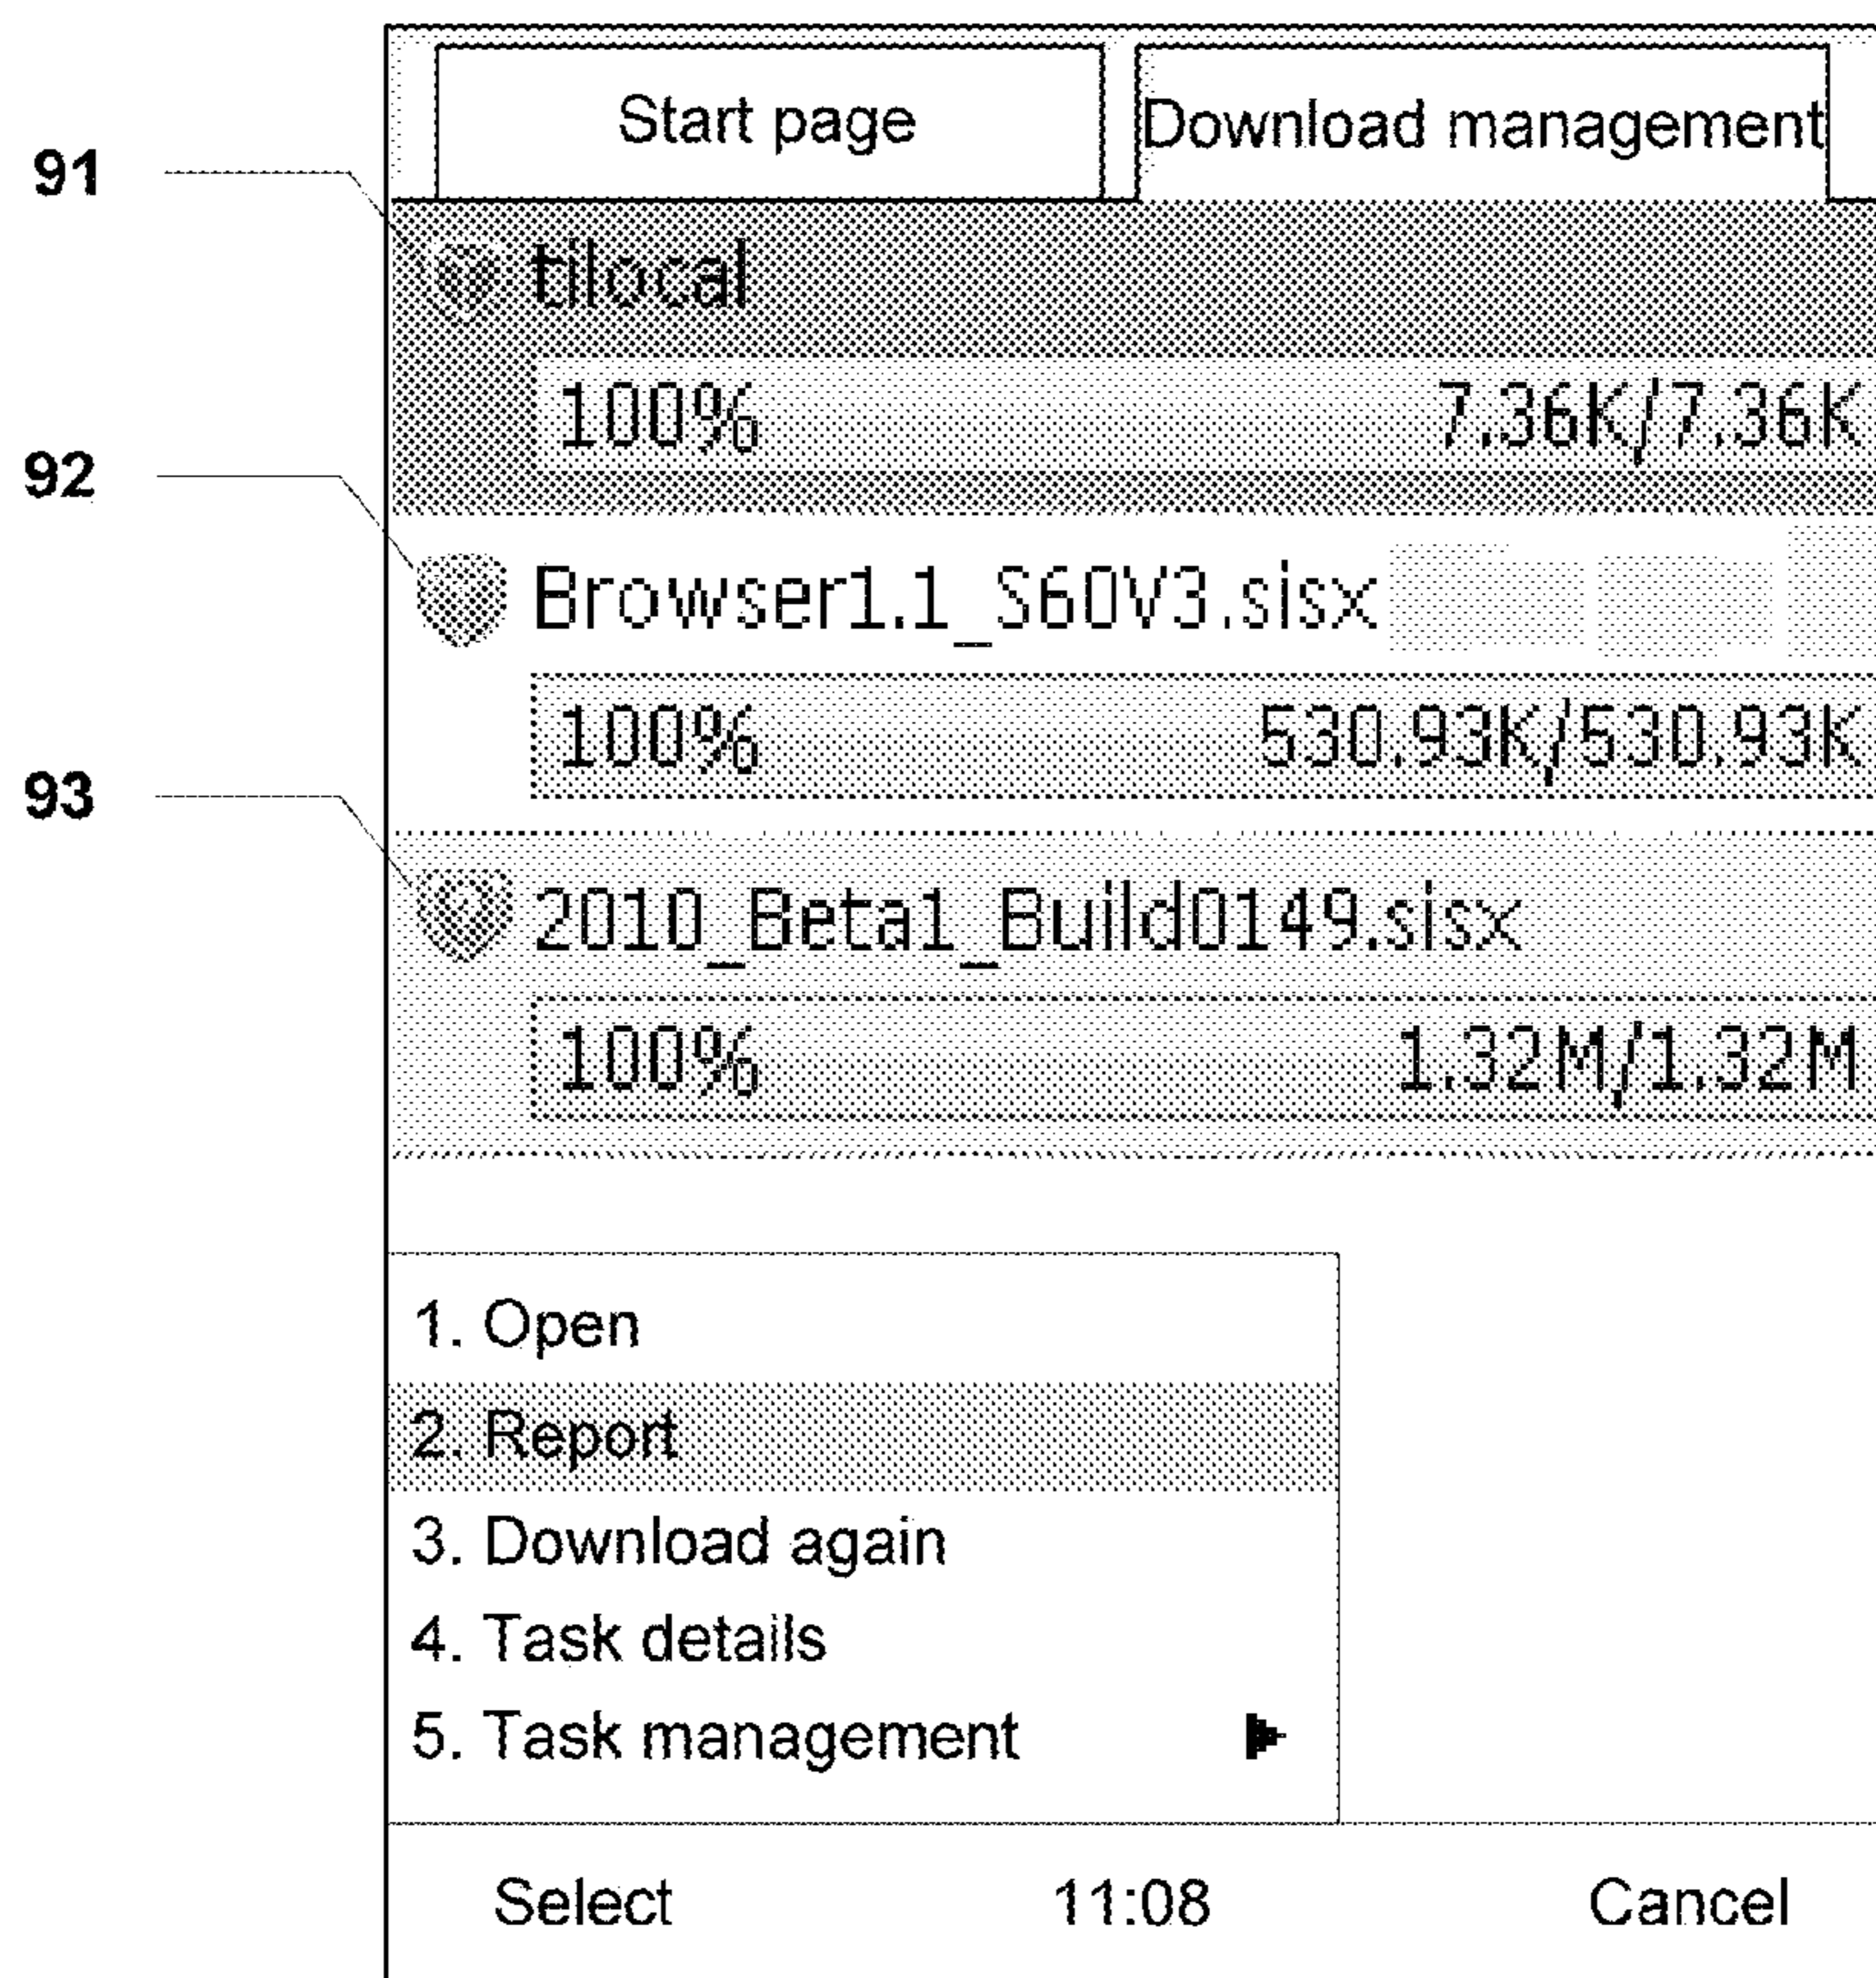 Start page Download management
91
tilocal
100% 7.36K/7.36K
92
Browser1.1_S60V3.sisx
100% 530.93K/530.93K
93
2010_Beta1_Build0149.sisx
100% 1.32M/1.32M
1. Open
2. Report
3. Download again
4. Task details
5. Task management
Select 11:08 Cancel